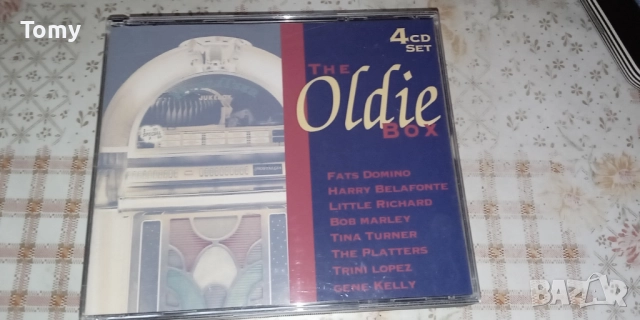 Tomy
4CD
SET
THE
Oldie
BOX
FATS DOMINO
HARRY BELAFONTE
LITTLE RICHARD
BOB MARLEY
TINA TURNER
THE PLATTERS
TRINI LOPEZ
GENE KELLY
BAZAR